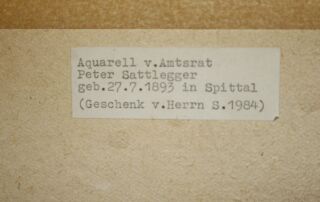 Aquarell v.Amtsrat
Peter Sattlegger
geb.27.7.1893 in Spittal
(Geschenk v.Herrn S.1984)